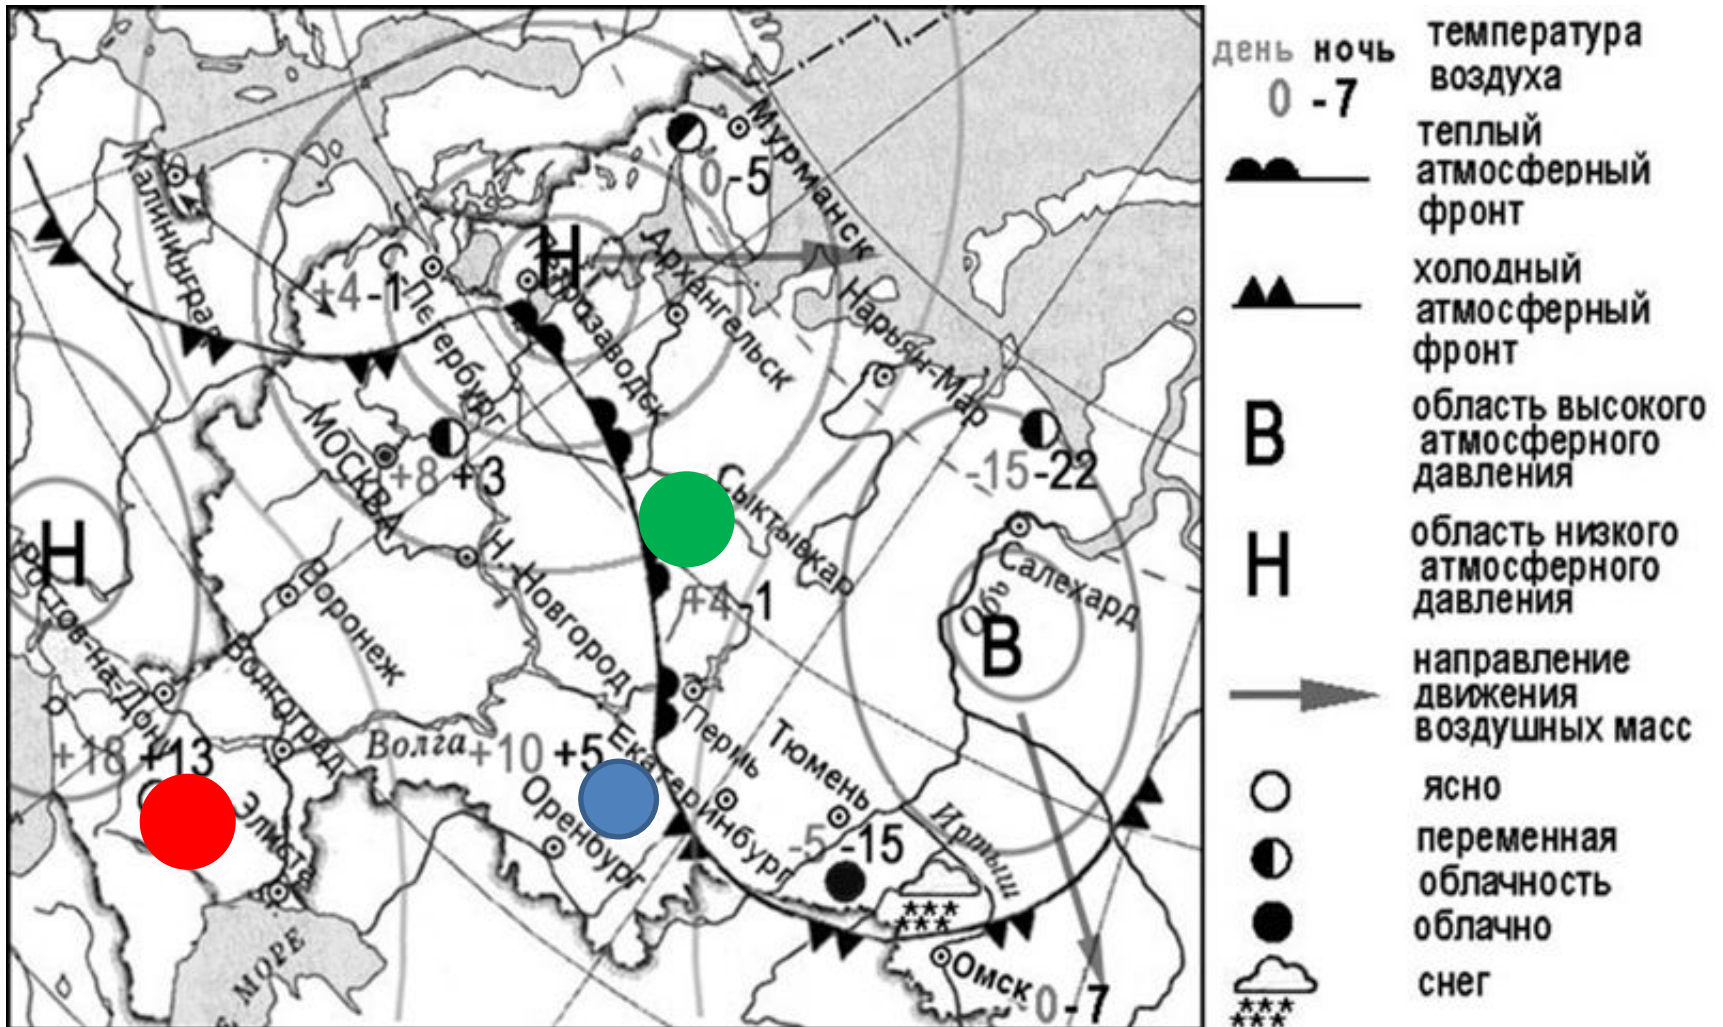 Мурманск
0-5
Калининград
Н
Архангельск
+4-1
С.-Петербург
Нарьян-Мар
МОСКВА
+8 +3
-15-22
Сыктывкар
Н
Н.-Новгород
Салехард
Обь
В
Воронеж
+4-1
Ростов-на-Дону
Волгоград
Пермь
Тюмень
+18 +13
Волга
+10 +5
Екатеринбург
Оренбург
Элиста
-5 -15
Иртыш
МОРЕ
Омск
0 -7
день ночь
0 -7
температура
воздуха
теплый
атмосферный
фронт
холодный
атмосферный
фронт
В
область высокого
атмосферного
давления
Н
область низкого
атмосферного
давления
направление
движения
воздушных масс
ясно
переменная
облачность
облачно
снег